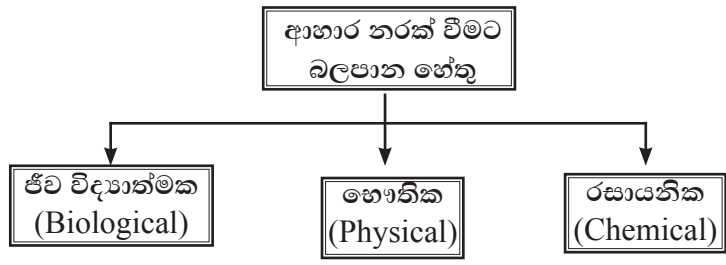 ආහාර නරක් වීමට
බලපාන හේතු
ජීව විද්‍යාත්මක
(Biological)
භෞතික
(Physical)
රසායනික
(Chemical)